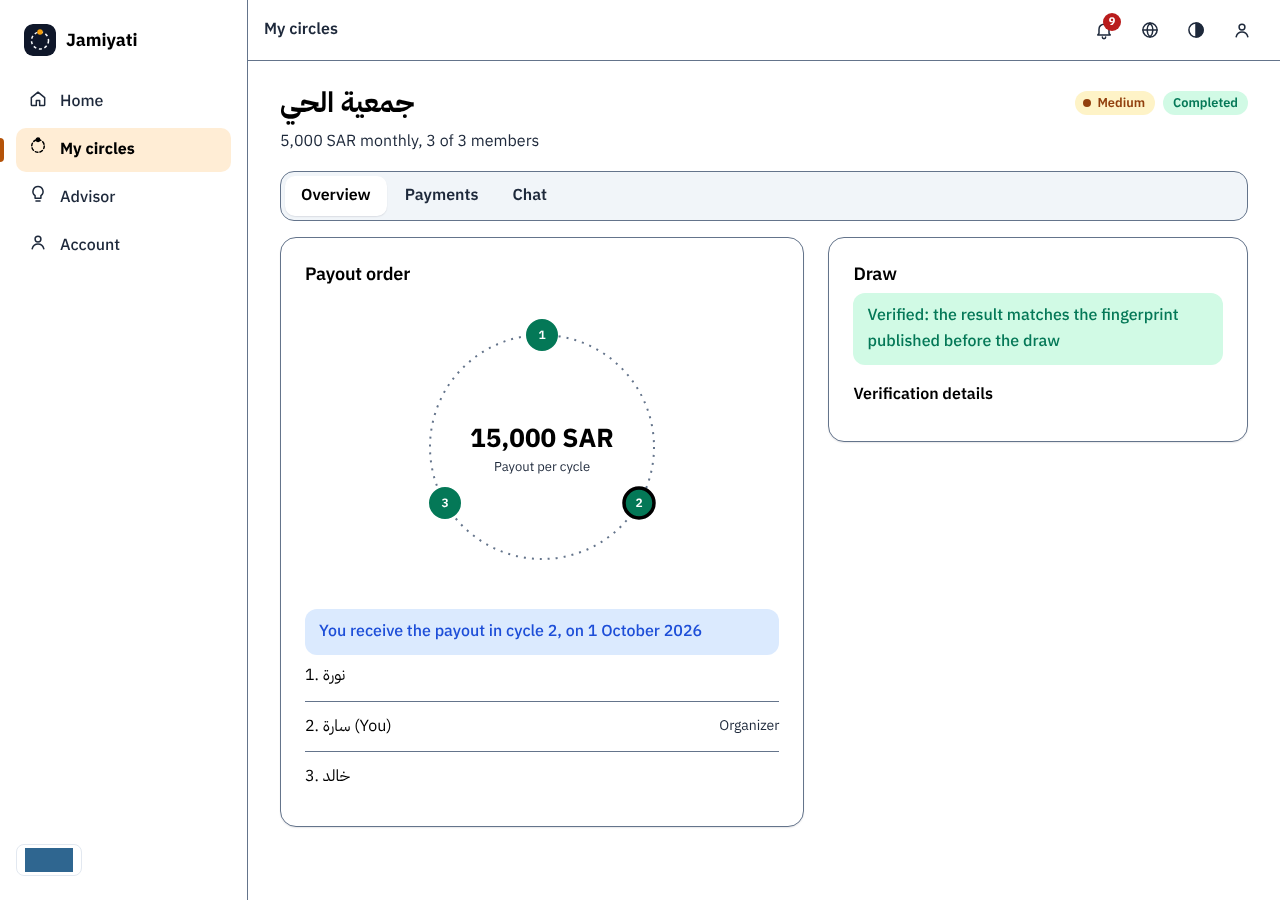 Jamiyati
Home
My circles
Advisor
Account
My circles
9
جمعية الحي
Medium
Completed
5,000 SAR monthly, 3 of 3 members
Overview
Payments
Chat
Payout order
1
15,000 SAR
Payout per cycle
3
2
You receive the payout in cycle 2, on 1 October 2026
1. نورة
2. سارة (You)
Organizer
3. خالد
Draw
Verified: the result matches the fingerprint
published before the draw
Verification details